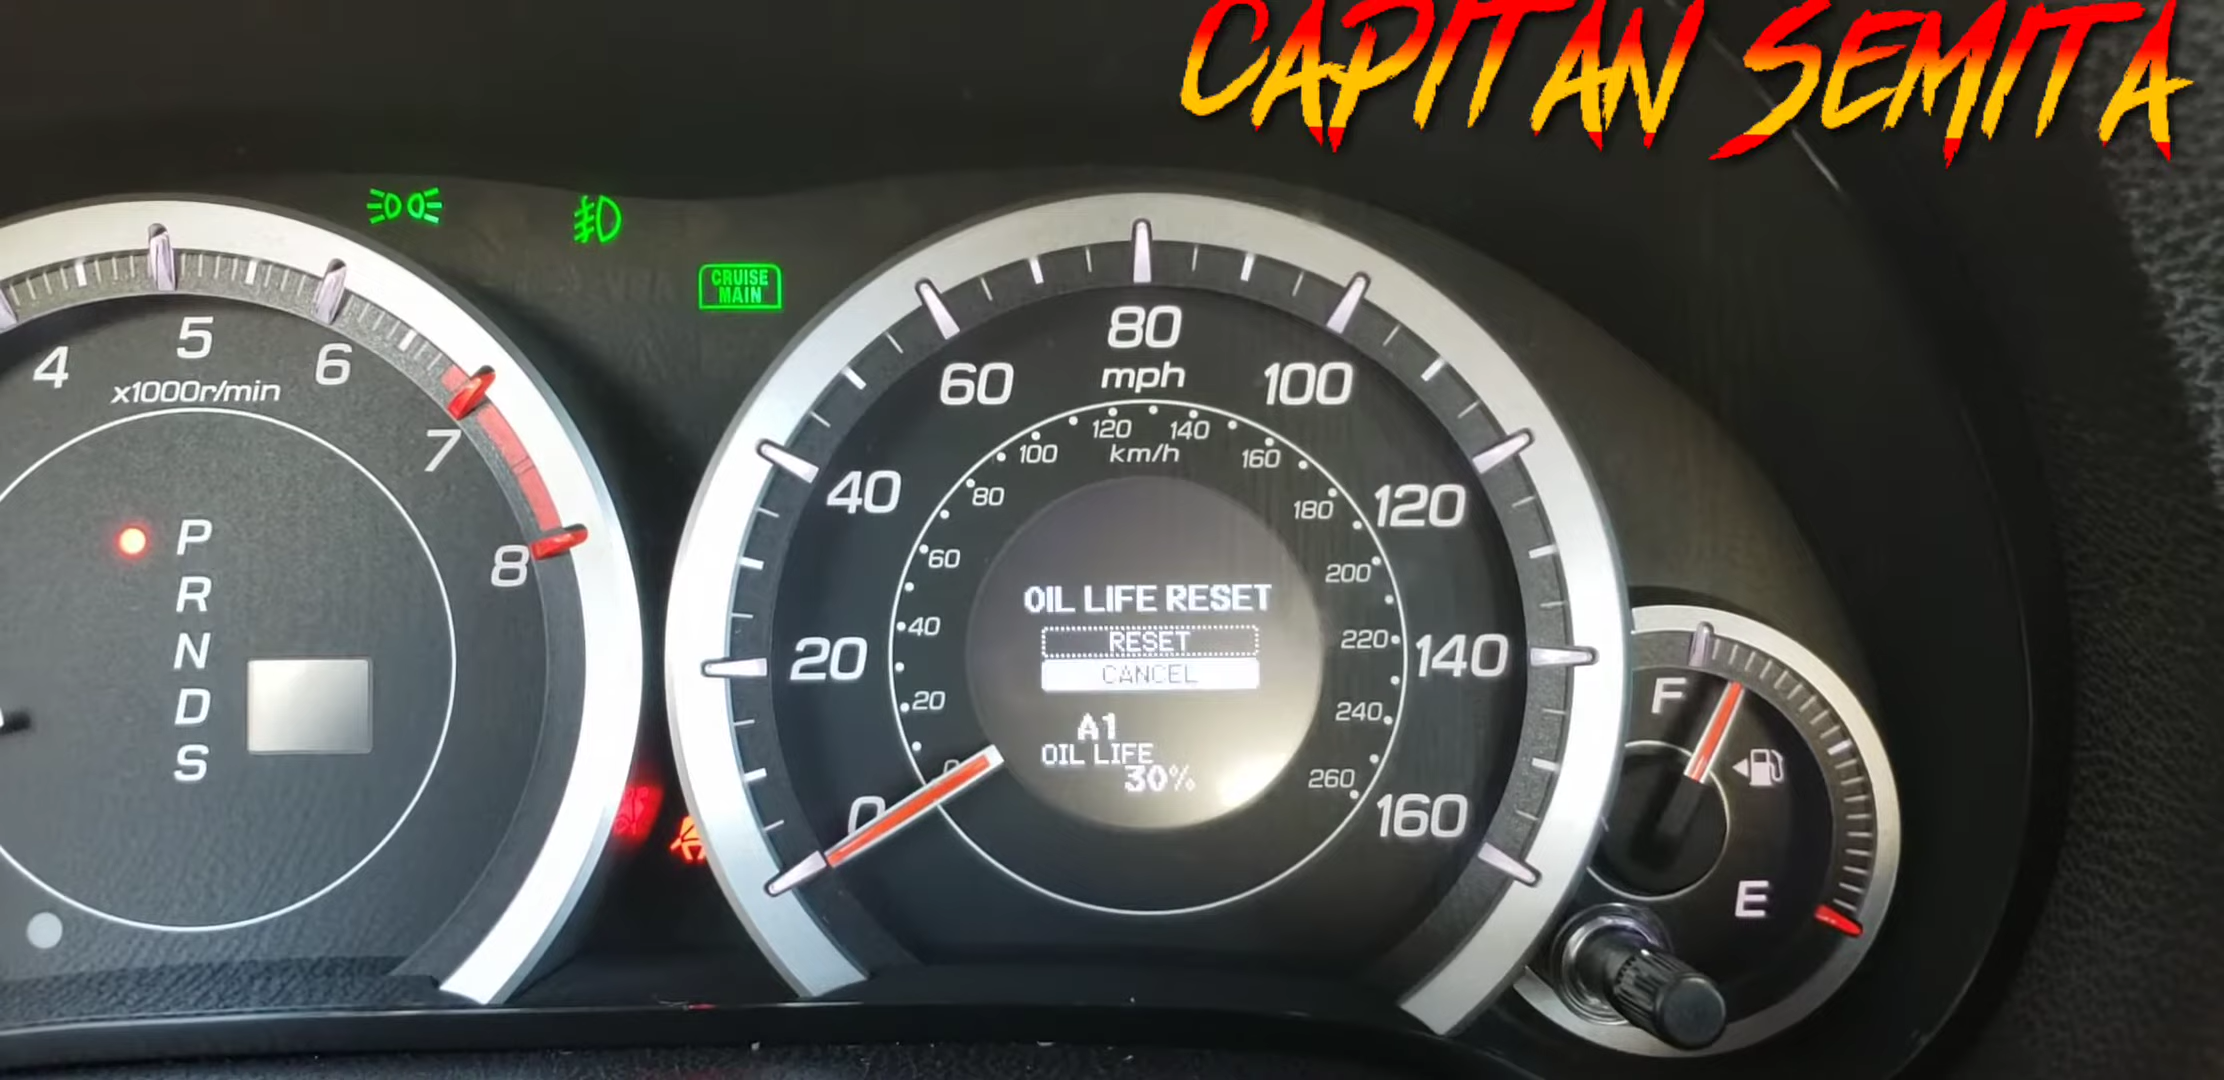 CAPITAN SEMITA
CRUISE
MAIN
4
5
6
7
8
x1000r/min
P
R
N
D
S
0
20
40
60
80
100
120
140
160
mph
20
40
60
80
100
120
140
160
180
200
220
240
260
km/h
OIL LIFE RESET
RESET
CANCEL
A1
OIL LIFE
30%
F
E